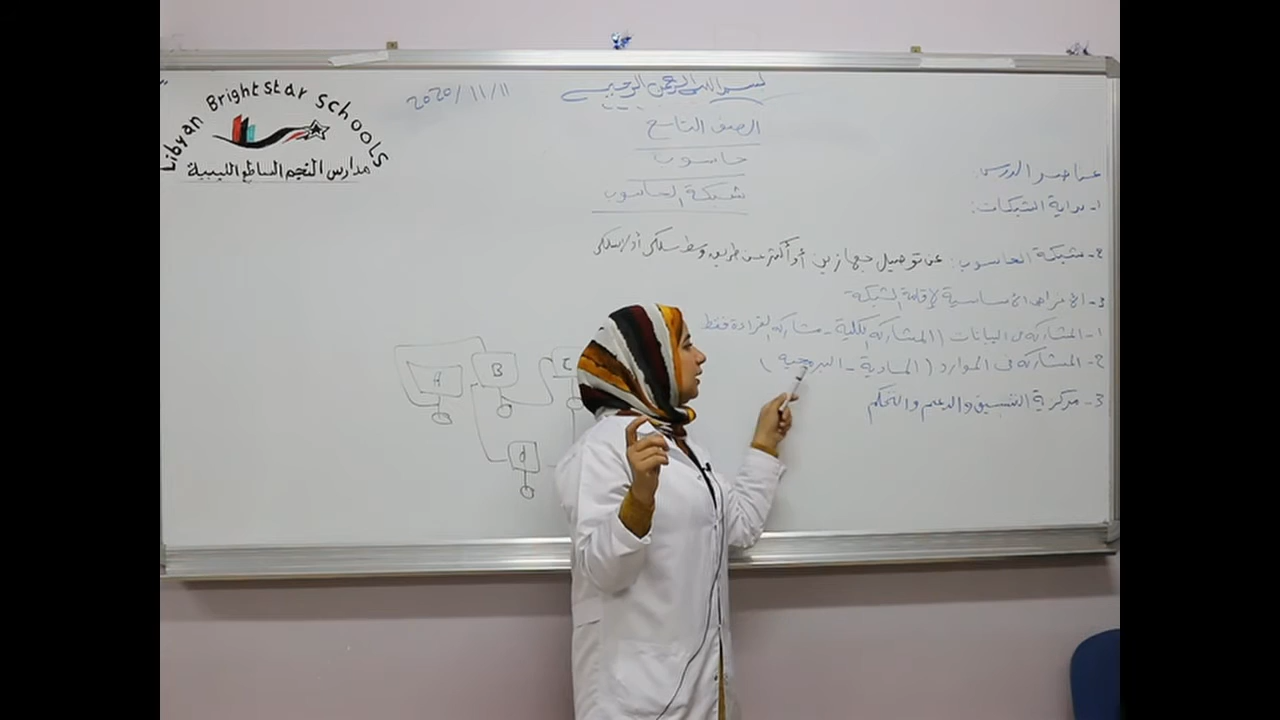 Libyan Bright Star Schools
مدارس النجم الساطع الليبية
2020/11/11
بسم الله الرحمن الرحيم
الصف التاسع
حاسوب
شبكة الحاسوب
عناصر الدرس:
1- بداية الشبكات:
2- شبكة الحاسوب: عن توصيل جهازين أو أكثر عن طريق وسط سلكي أو لاسلكي
3- الأغراض الأساسية لإقامة الشبكة
1- المشاركة في البيانات (المشاركة الكلية - مشاركة القراءة فقط
2- المشاركة في الموارد (المادية - البرمجية)
3- مركزية التنسيق والدعم والتحكم
A B C
d